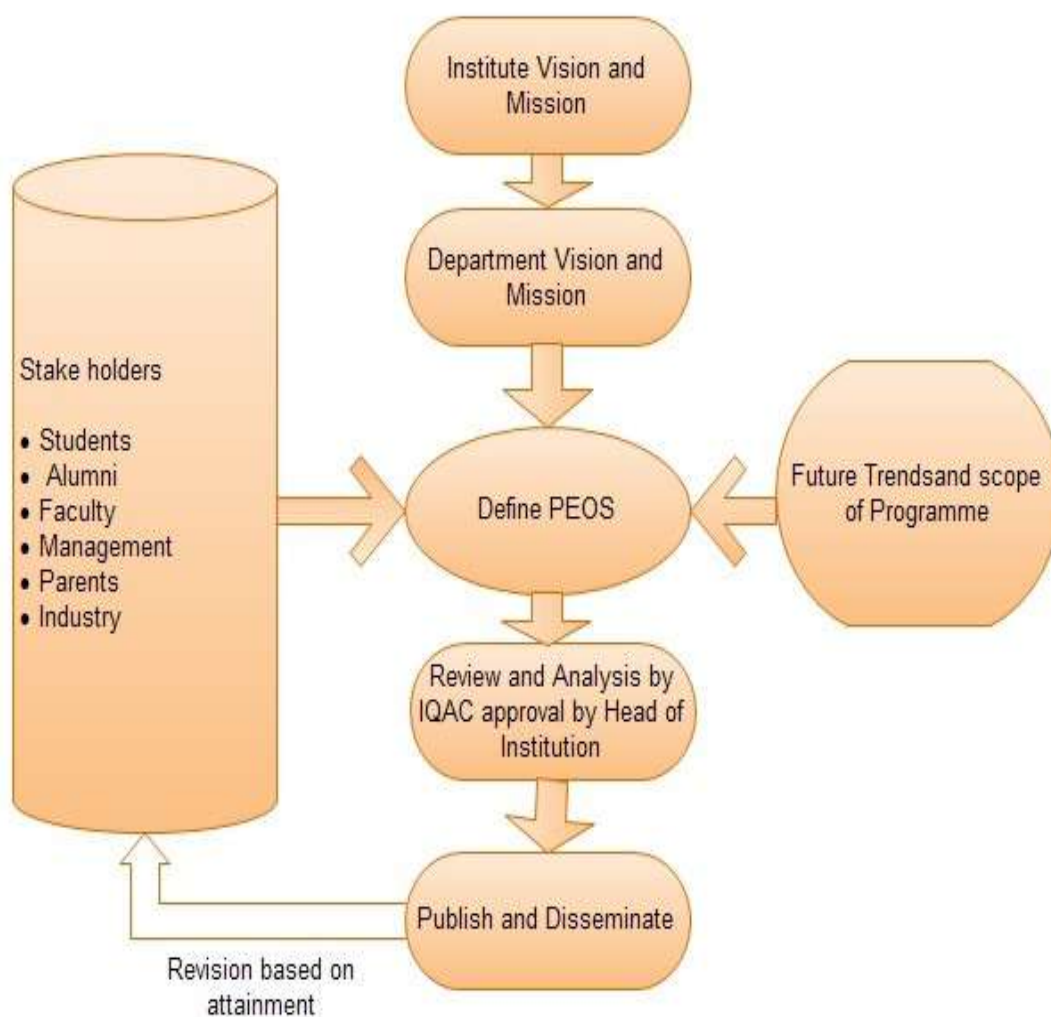 Institute Vision and
Mission
Department Vision and
Mission
Stake holders
• Students
• Alumni
• Faculty
• Management
• Parents
• Industry
Define PEOS
Future Trendsand scope
of Programme
Review and Analysis by
IQAC approval by Head of
Institution
Publish and Disseminate
Revision based on
attainment